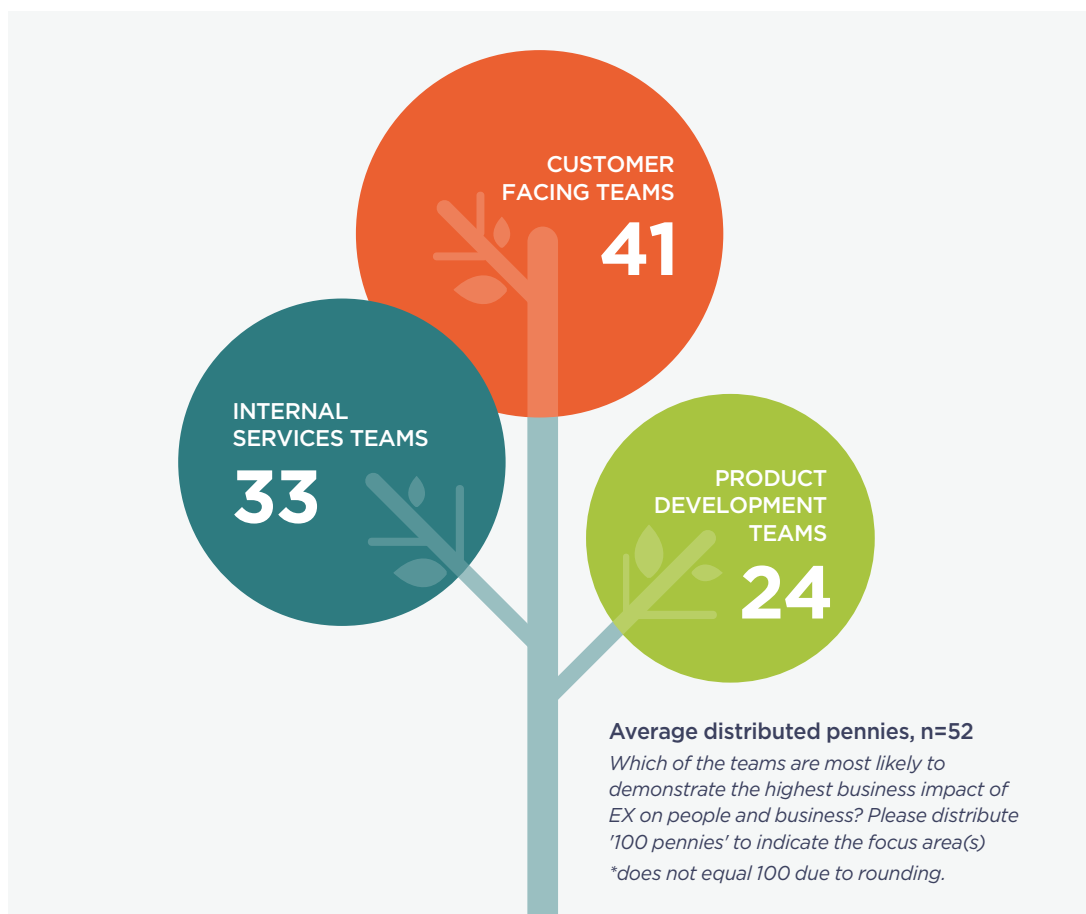 CUSTOMER
FACING TEAMS
41
INTERNAL
SERVICES TEAMS
33
PRODUCT
DEVELOPMENT
TEAMS
24
Average distributed pennies, n=52
Which of the teams are most likely to
demonstrate the highest business impact of
EX on people and business? Please distribute
'100 pennies' to indicate the focus area(s)
*does not equal 100 due to rounding.